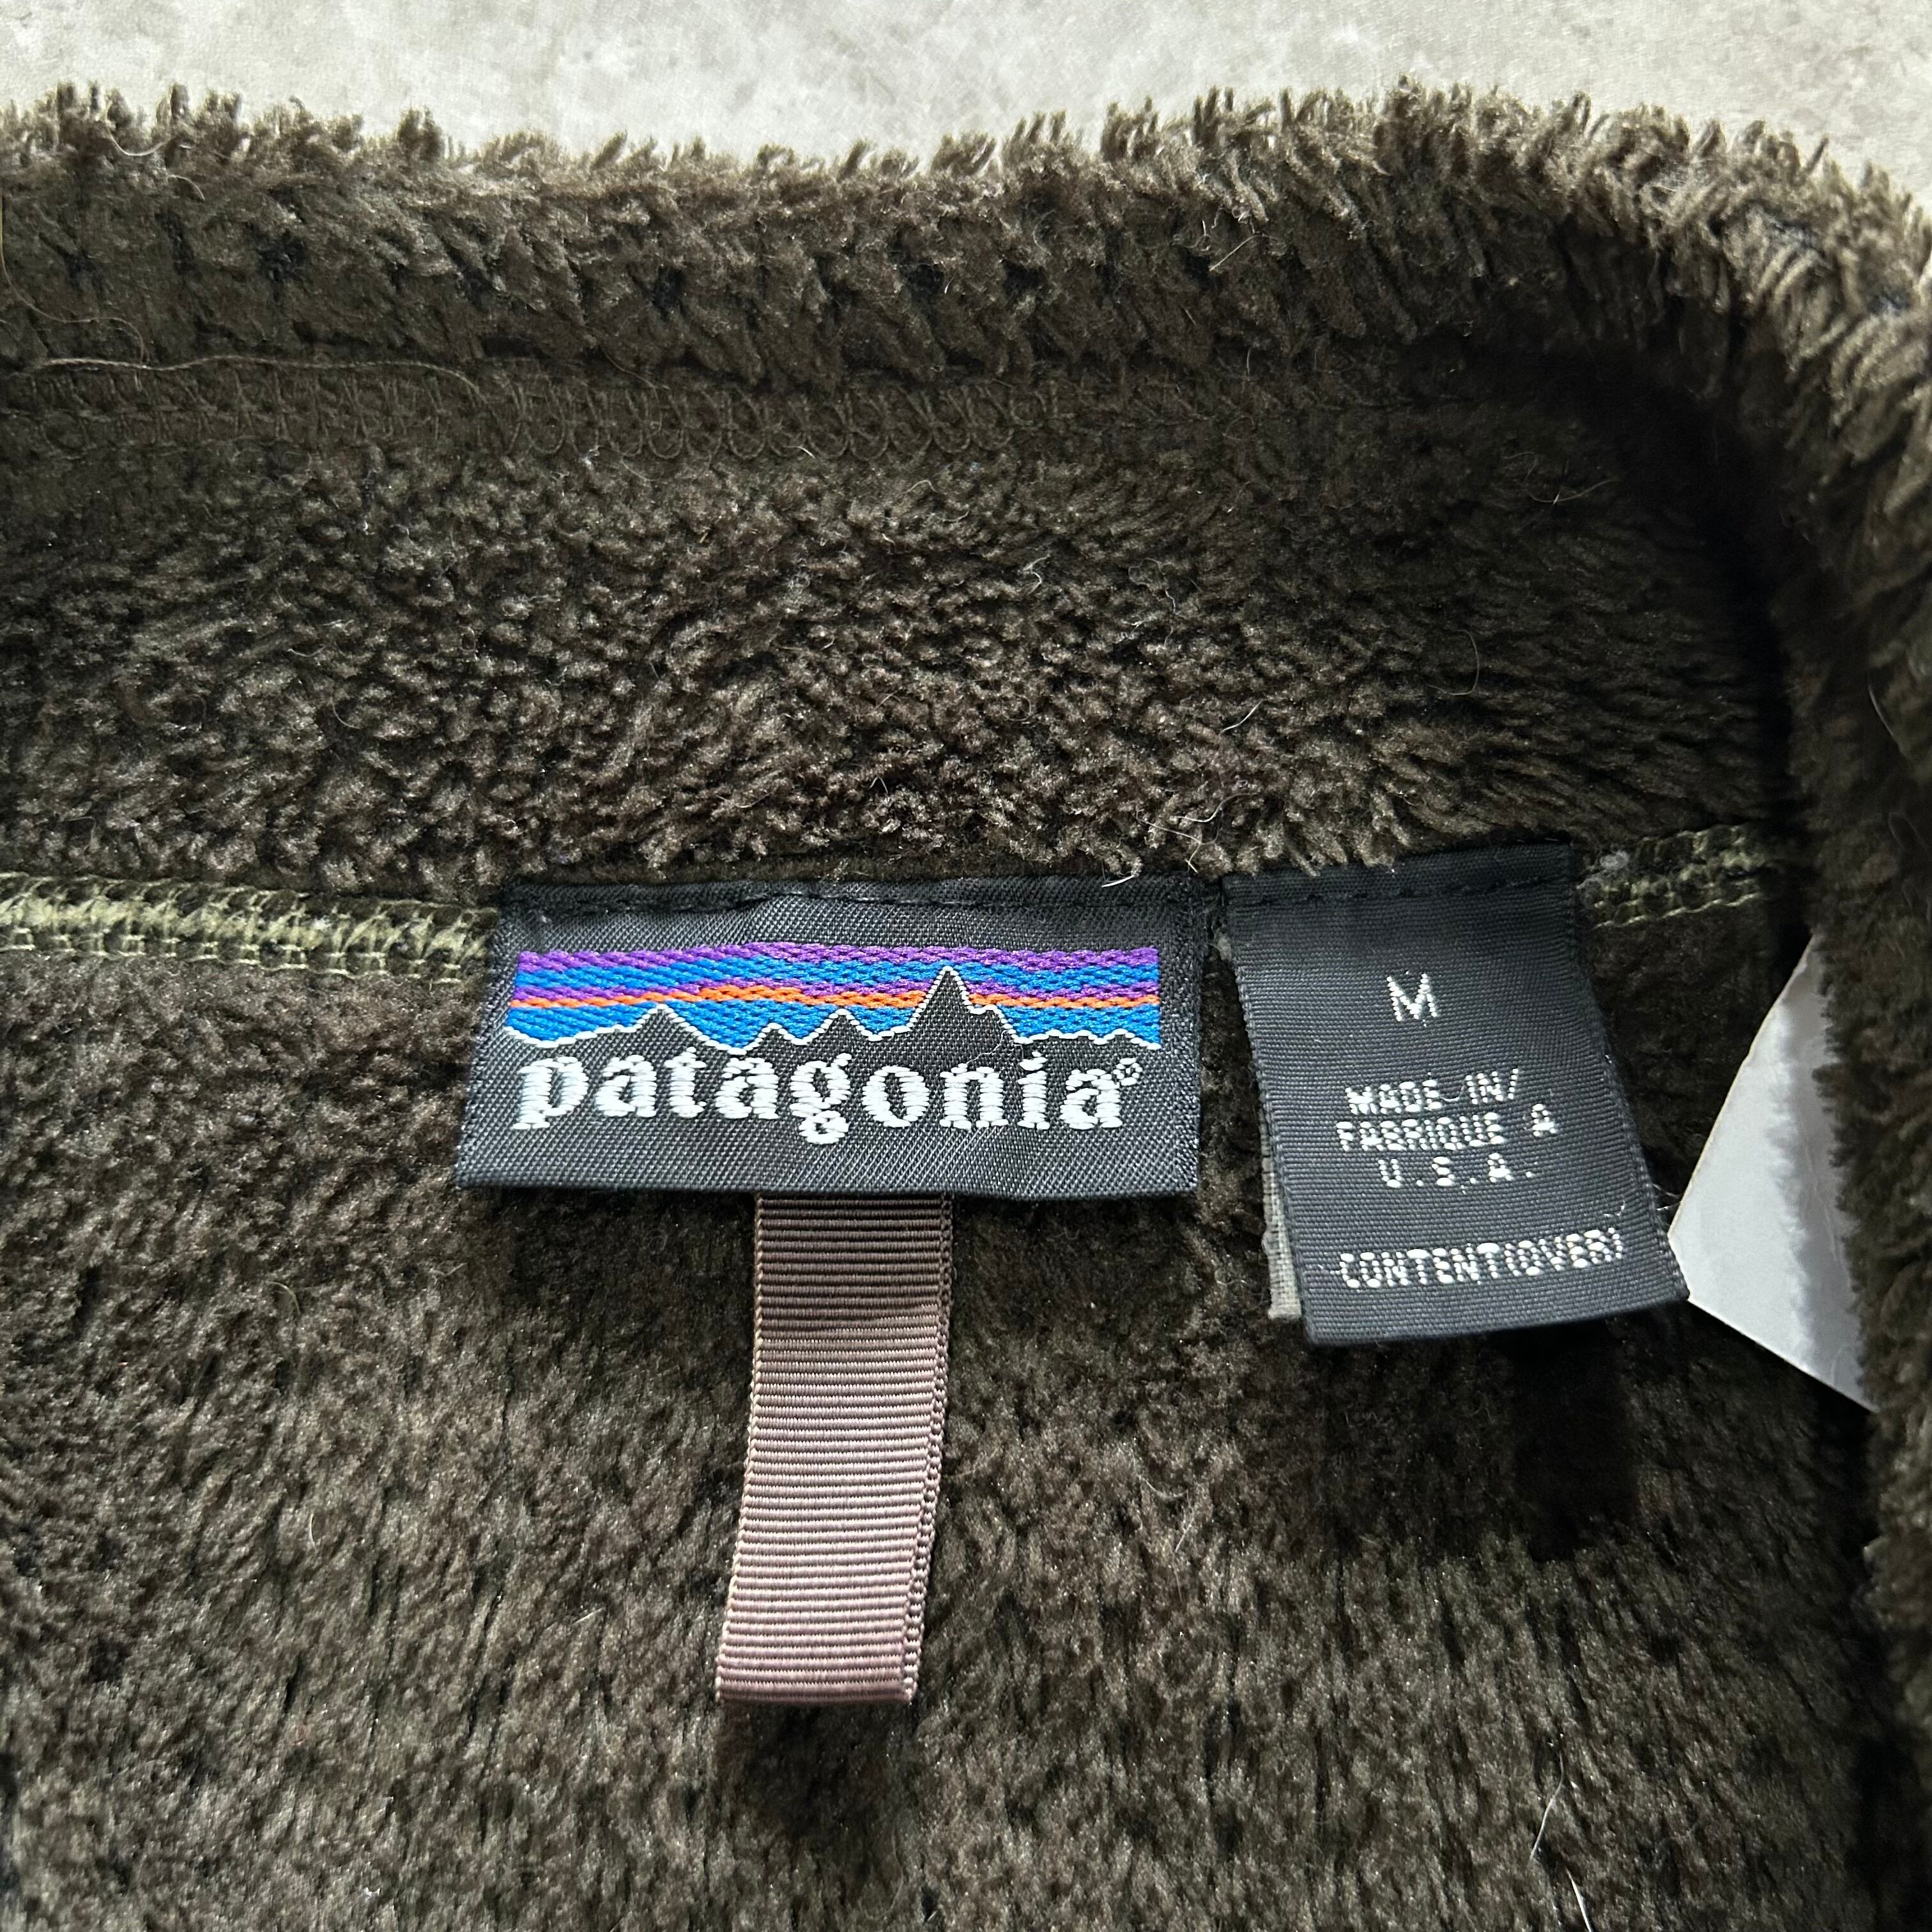 patagonia®
M
MADE IN/
FABRIQUE A
U.S.A.
CONTENT(OVER)